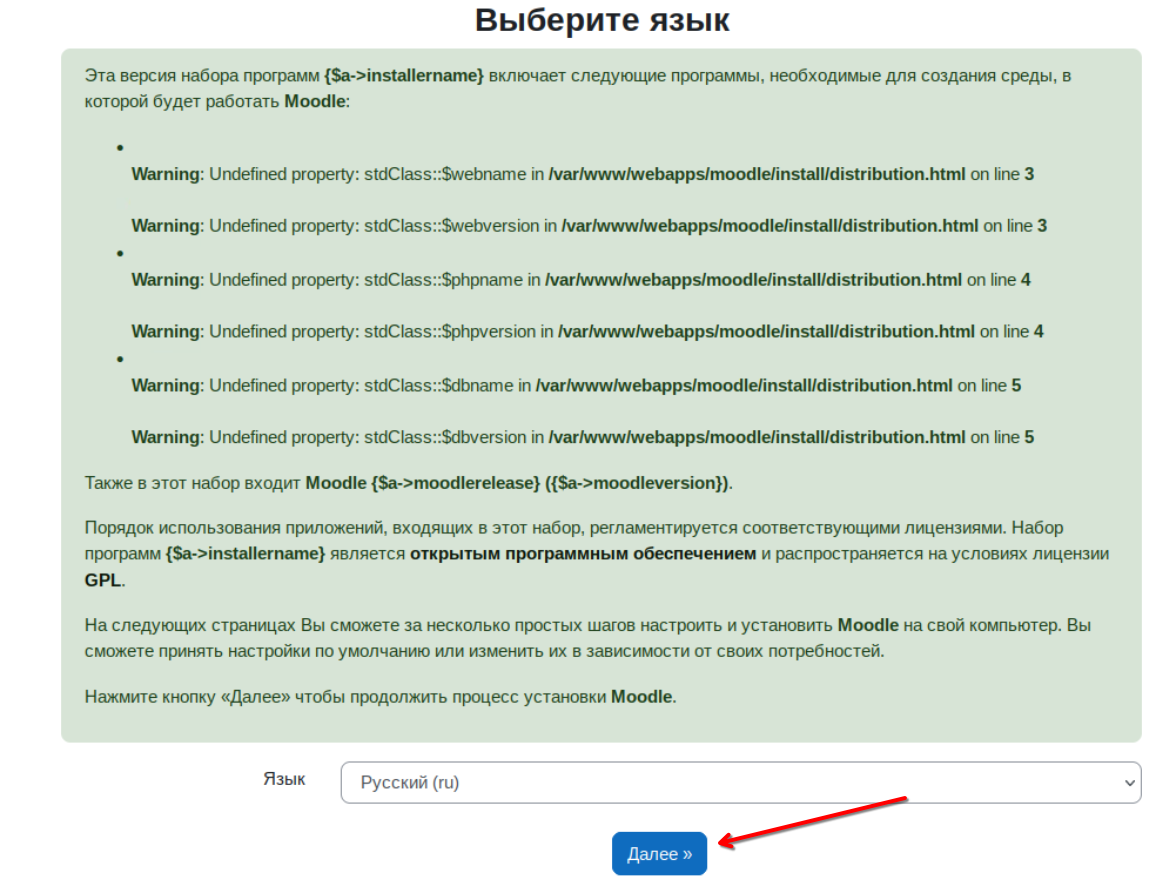 Выберите язык
Эта версия набора программ {$a->installername} включает следующие программы, необходимые для создания среды, в
которой будет работать Moodle:
Warning: Undefined property: stdClass::$webname in /var/www/webapps/moodle/install/distribution.html on line 3
Warning: Undefined property: stdClass::$webversion in /var/www/webapps/moodle/install/distribution.html on line 3
Warning: Undefined property: stdClass::$phpname in /var/www/webapps/moodle/install/distribution.html on line 4
Warning: Undefined property: stdClass::$phpversion in /var/www/webapps/moodle/install/distribution.html on line 4
Warning: Undefined property: stdClass::$dbname in /var/www/webapps/moodle/install/distribution.html on line 5
Warning: Undefined property: stdClass::$dbversion in /var/www/webapps/moodle/install/distribution.html on line 5
Также в этот набор входит Moodle {$a->moodlerelease} ({$a->moodleversion}).
Порядок использования приложений, входящих в этот набор, регламентируется соответствующими лицензиями. Набор
программ {$a->installername} является открытым программным обеспечением и распространяется на условиях лицензии
GPL.
На следующих страницах Вы сможете за несколько простых шагов настроить и установить Moodle на свой компьютер. Вы
сможете принять настройки по умолчанию или изменить их в зависимости от своих потребностей.
Нажмите кнопку «Далее» чтобы продолжить процесс установки Moodle.
Язык
Русский (ru)
Далее »